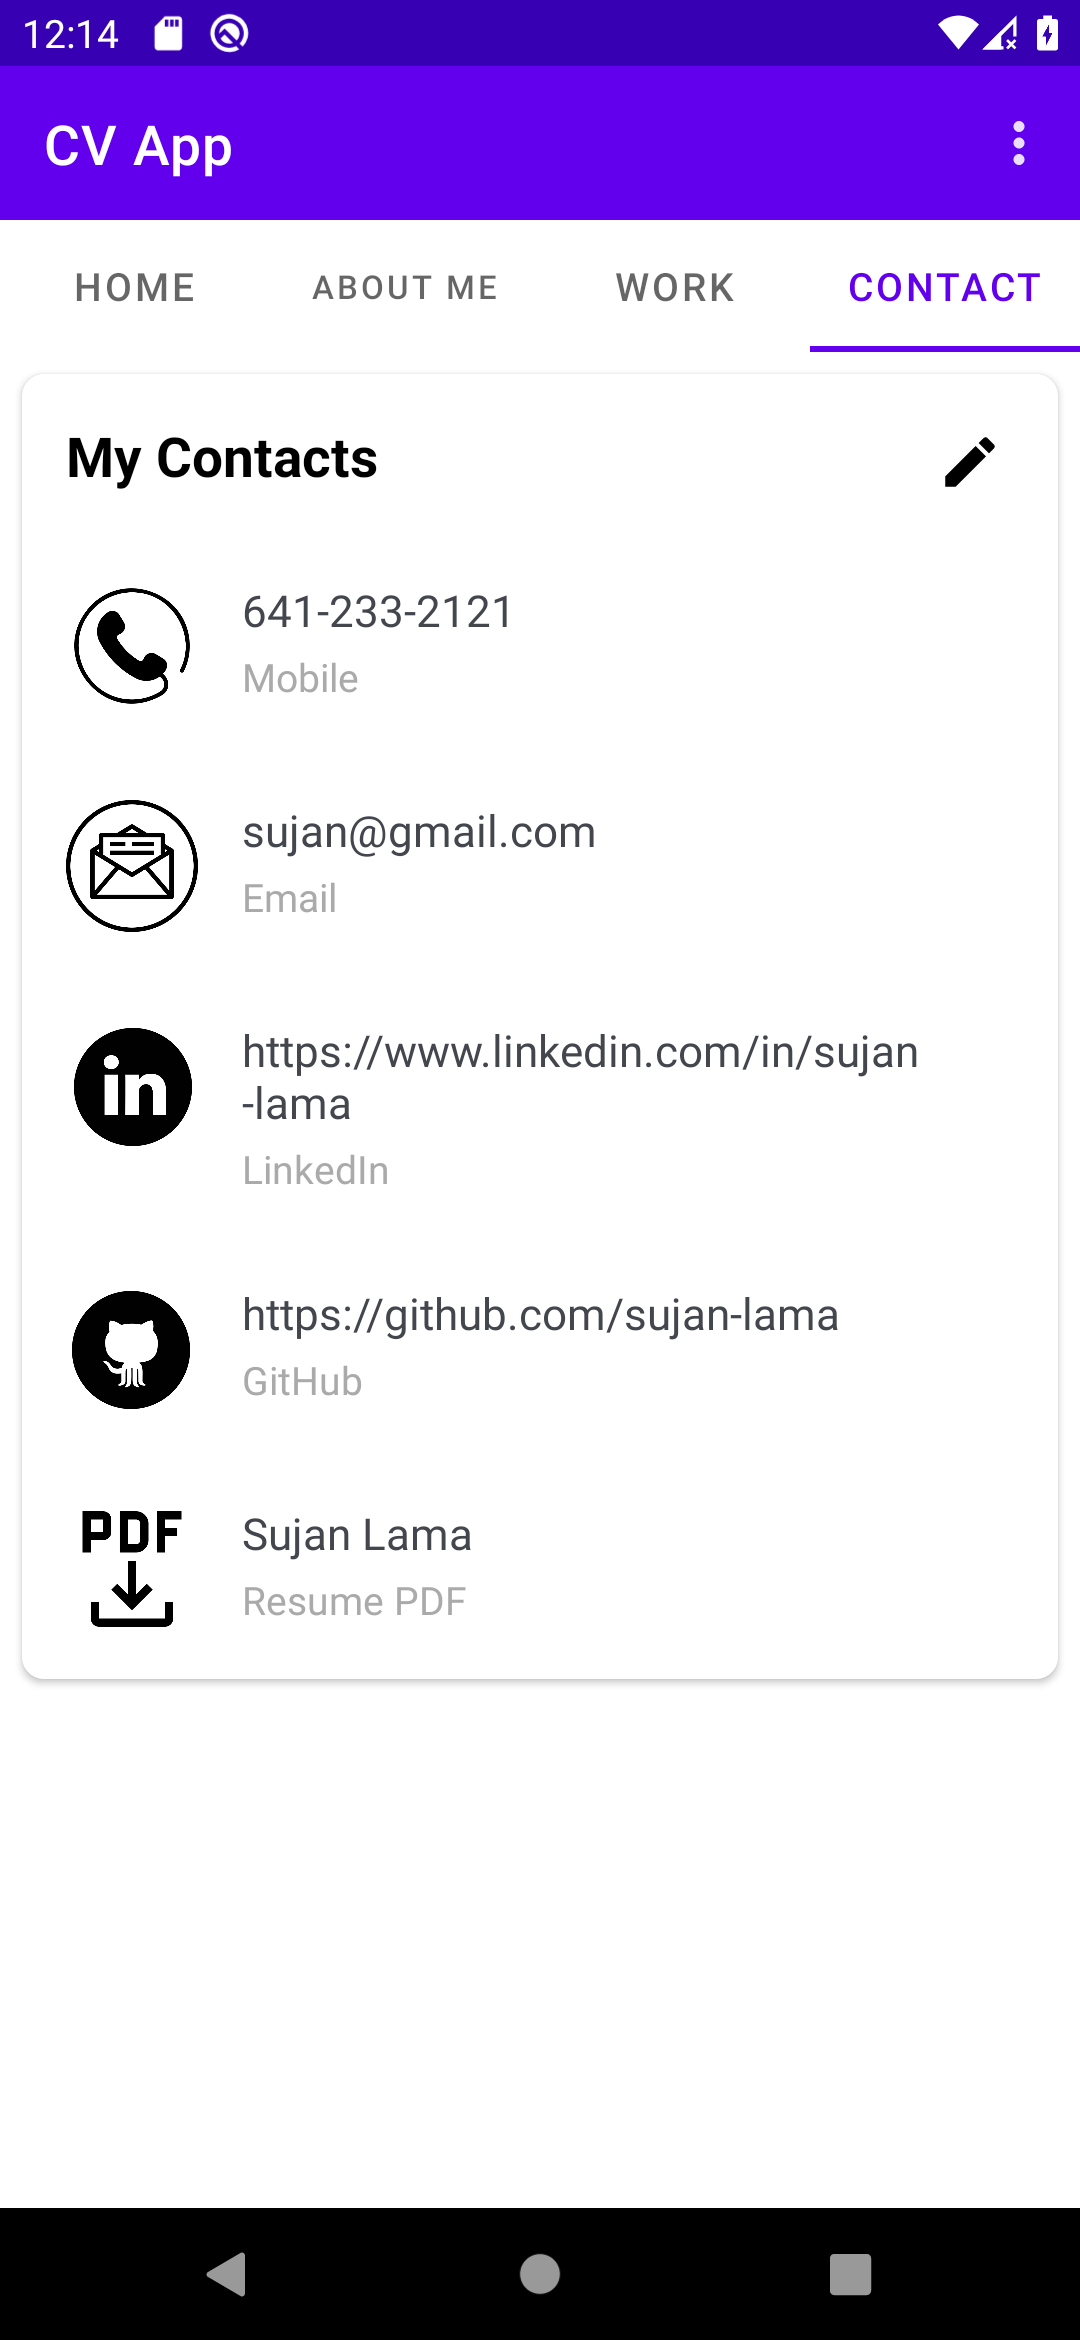 12:14
CV App
HOME ABOUT ME WORK CONTACT
My Contacts
641-233-2121
Mobile
sujan@gmail.com
Email
in
https://www.linkedin.com/in/sujan
-lama
LinkedIn
https://github.com/sujan-lama
GitHub
PDF
Sujan Lama
Resume PDF